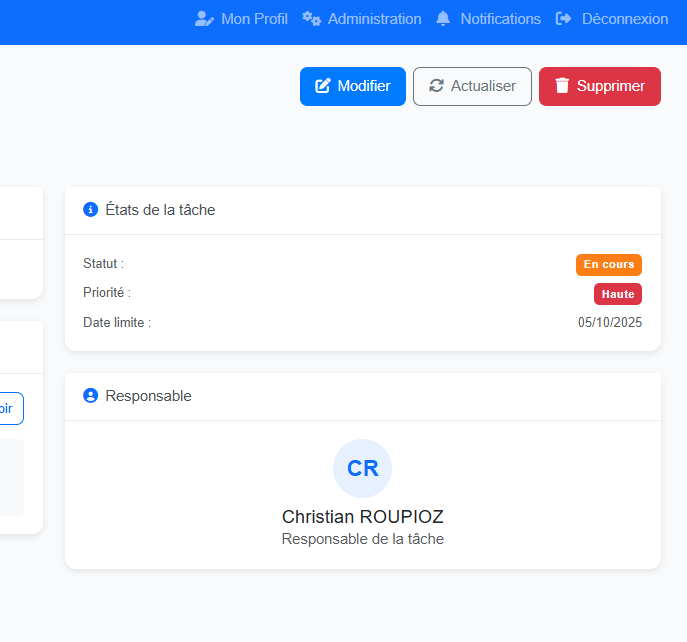 Mon Profil Administration Notifications Déconnexion
Modifier Actualiser Supprimer
États de la tâche
Statut : En cours
Priorité : Haute
Date limite : 05/10/2025
oir
Responsable
CR
Christian ROUPIOZ
Responsable de la tâche